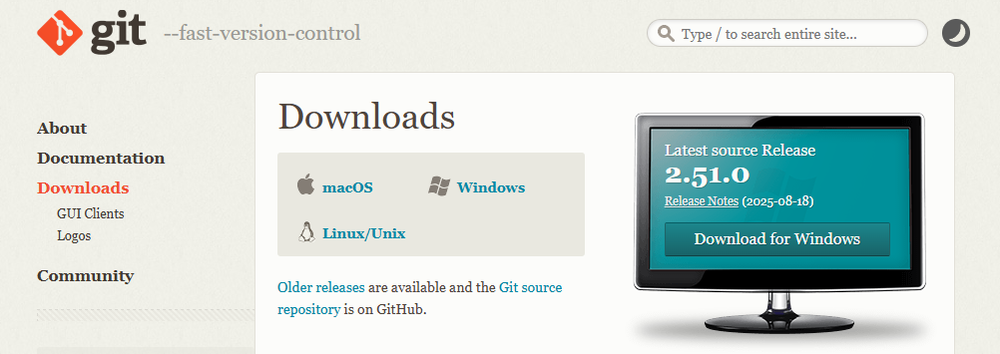 git --fast-version-control
Type / to search entire site...
About
Documentation
Downloads
GUI Clients
Logos
Community
Downloads
macOS
Windows
Linux/Unix
Older releases are available and the Git source
repository is on GitHub.
Latest source Release
2.51.0
Release Notes (2025-08-18)
Download for Windows